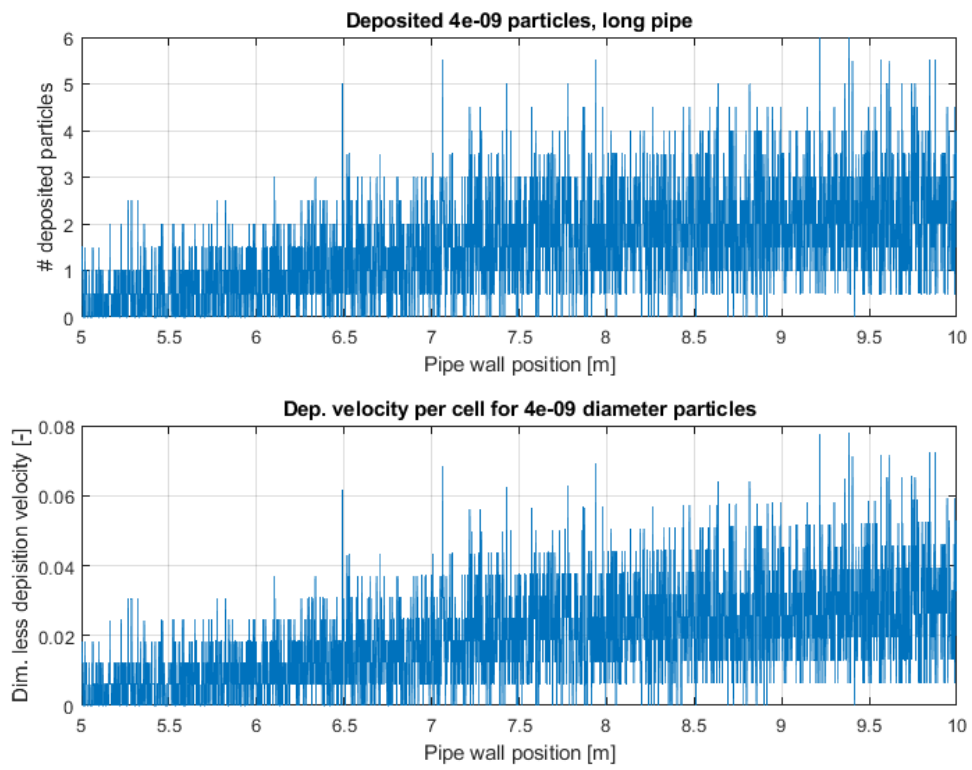 Deposited 4e-09 particles, long pipe
# deposited particles
6
5
4
3
2
1
0
5 5.5 6 6.5 7 7.5 8 8.5 9 9.5 10
Pipe wall position [m]
Dep. velocity per cell for 4e-09 diameter particles
Dim. less depisition velocity [-]
0.08
0.06
0.04
0.02
0
5 5.5 6 6.5 7 7.5 8 8.5 9 9.5 10
Pipe wall position [m]